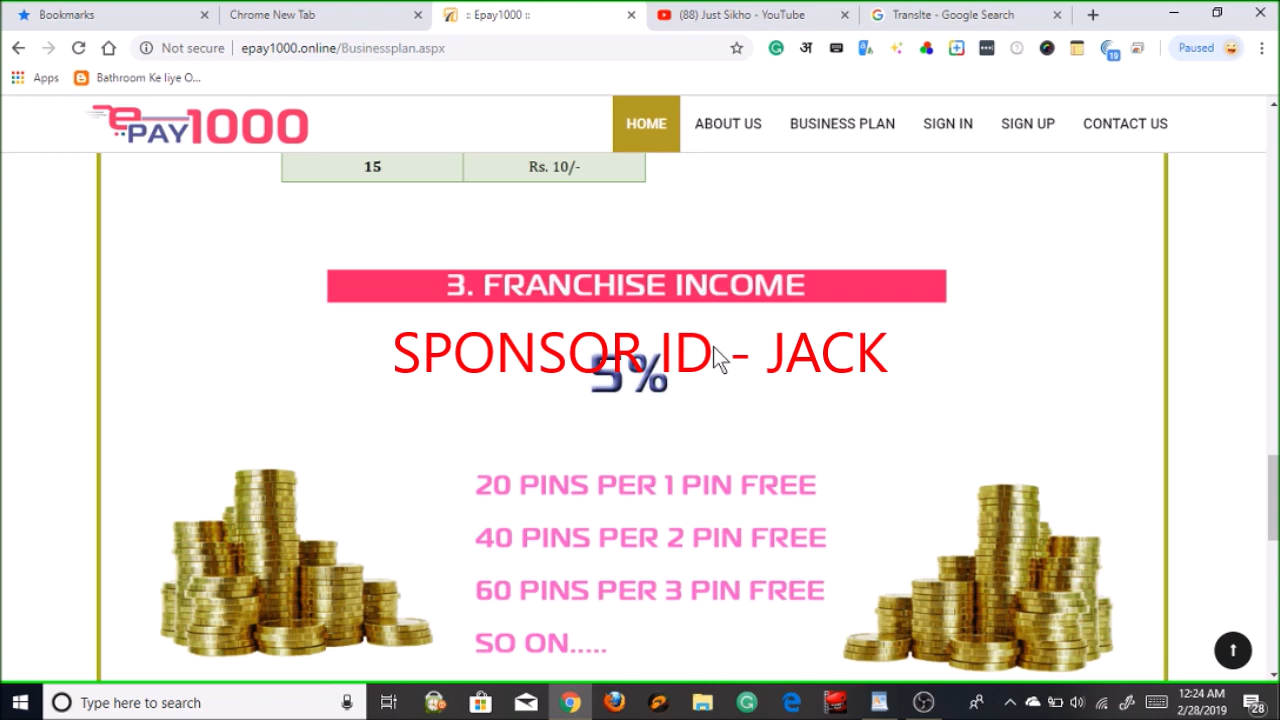 Bookmarks
Chrome New Tab
:: Epay1000 ::
(88) Just Sikho - YouTube
Translte - Google Search
Not secure
epay1000.online/Businessplan.aspx
अ
19
Paused
Apps
Bathroom Ke liye O...
ePAY1000
HOME
ABOUT US
BUSINESS PLAN
SIGN IN
SIGN UP
CONTACT US
15
Rs. 10/-
3. FRANCHISE INCOME
SPONSOR ID - JACK
5%
20 PINS PER 1 PIN FREE
40 PINS PER 2 PIN FREE
60 PINS PER 3 PIN FREE
SO ON.....
Type here to search
12:24 AM
2/28/2019
28